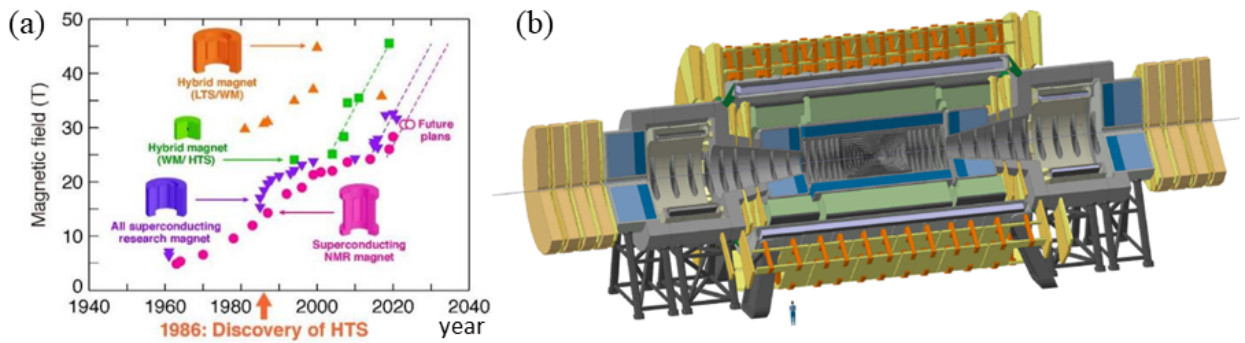 (a)
(b)
50
40
30
20
10
0
Magnetic field (T)
Hybrid magnet
(LTS/WM)
Hybrid magnet
(WM/ HTS)
All superconducting
research magnet
Superconducting
NMR magnet
Future
plans
1940
1960
1980
2000
2020
2040
year
1986: Discovery of HTS